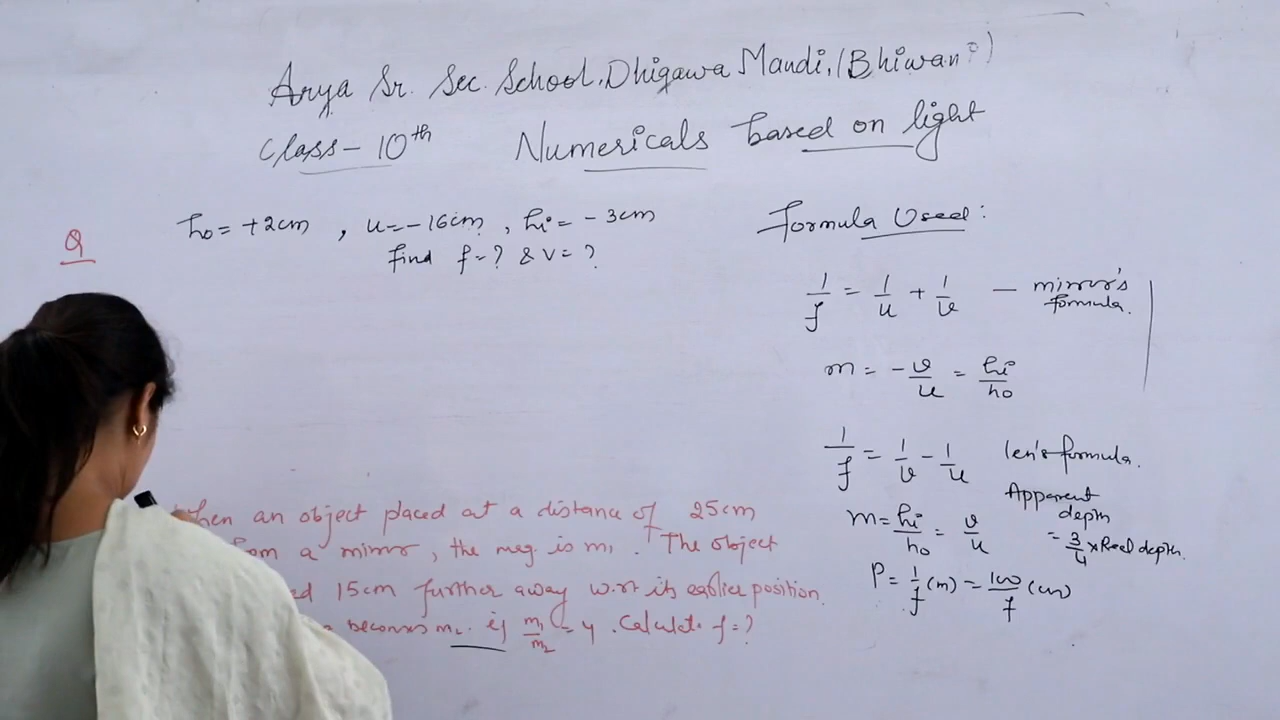 Arya Sr. Sec. School, Dhigawa Mandi, (Bhiwani)
Class - 10th Numericals based on light
Q
ho = +2cm , u = -16cm , hi = -3cm
find f = ? & v = ?
Formula Used :
1/f = 1/u + 1/v — mirror's formula.
m = -v/u = hi/ho
1/f = 1/v - 1/u len's formula.
m = hi/ho = v/u
Apparent depth = 3/4 × Real depth.
P = 1/f (m) = 100/f (cm)
When an object placed at a distance of 25cm
a mirror, the mag. is m1 . The object
15cm further away w.r.t its earlier position
becomes m2. if m1/m2 = 4 . Calculate f = ?